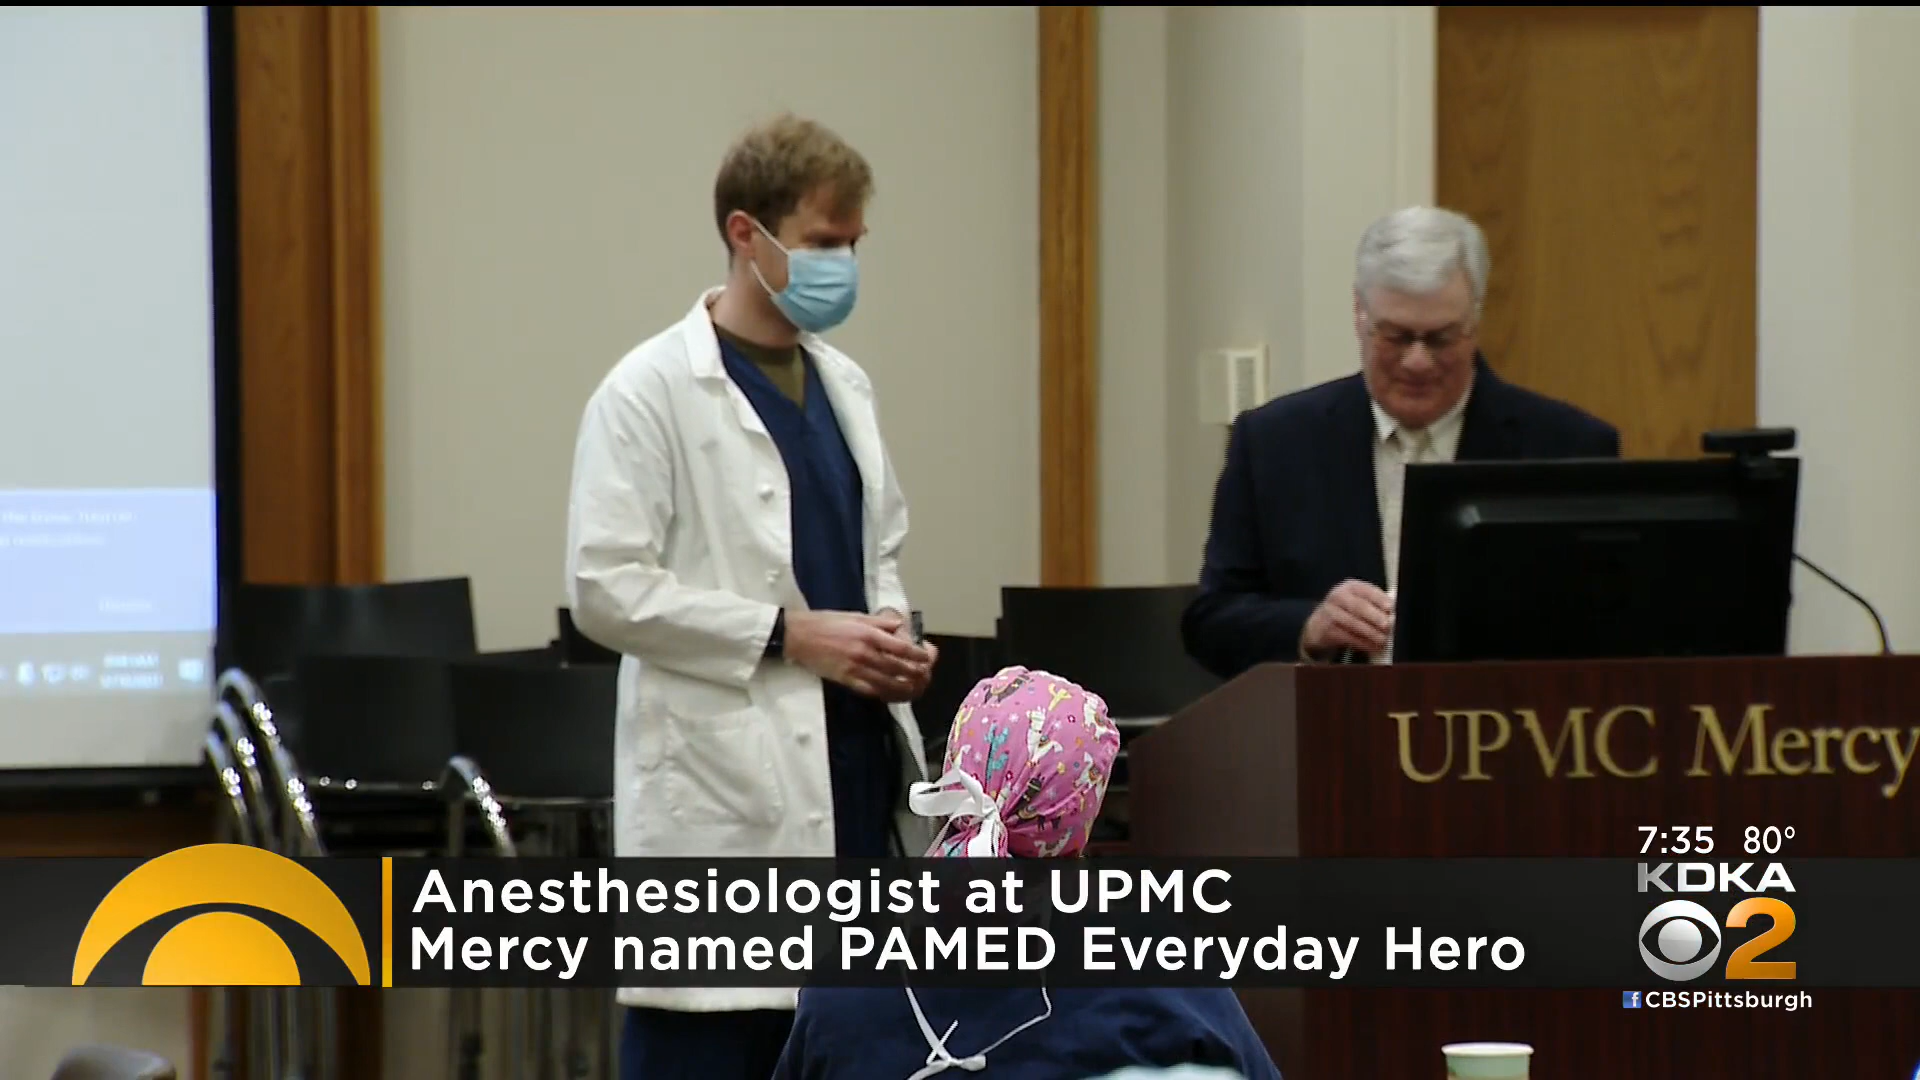 UPMC Mercy
7:35 80°
KDKA
2
Anesthesiologist at UPMC
Mercy named PAMED Everyday Hero
CBSPittsburgh